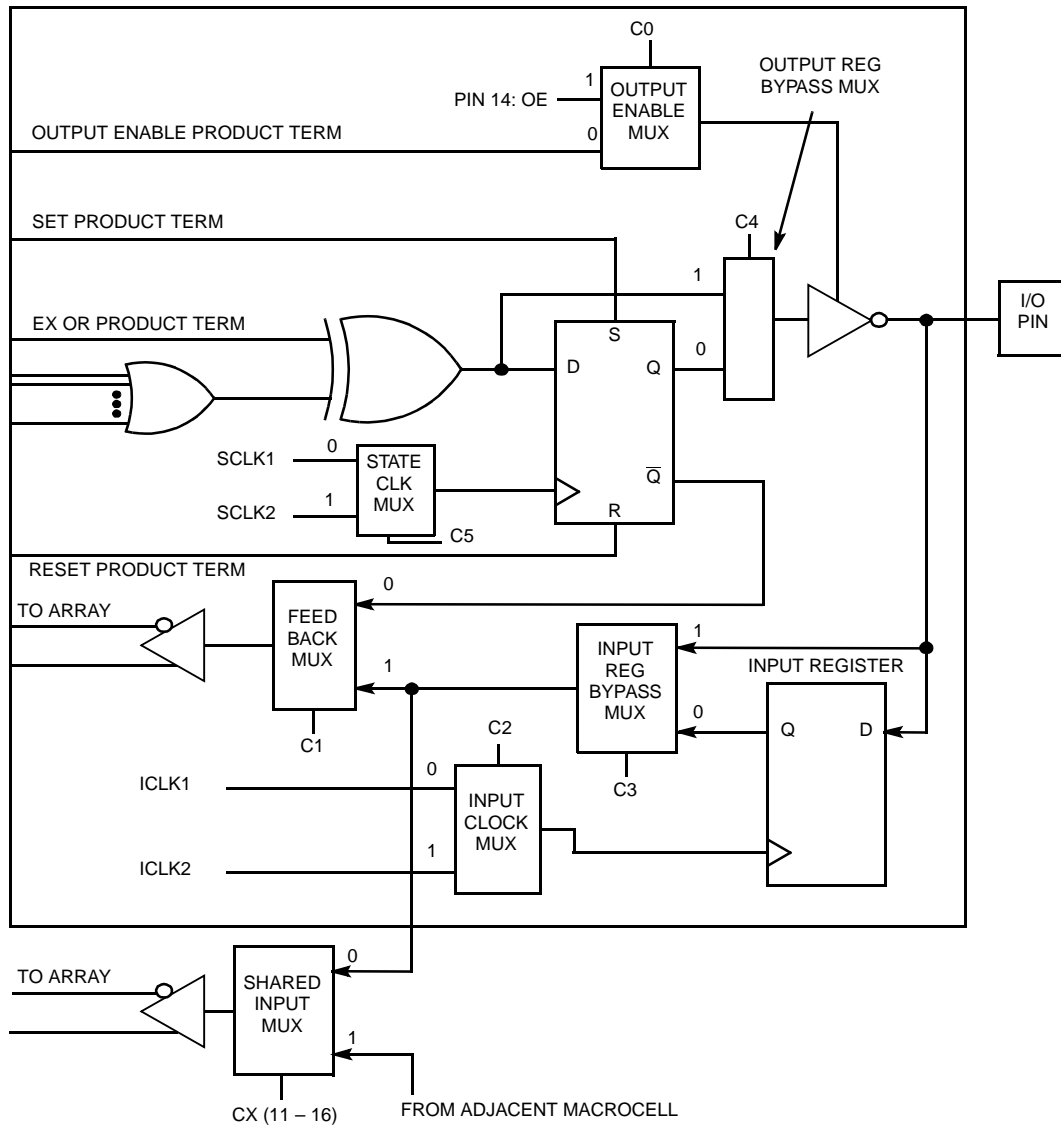 C0
OUTPUT REG
BYPASS MUX
1
PIN 14: OE
OUTPUT
ENABLE
MUX
OUTPUT ENABLE PRODUCT TERM
0
SET PRODUCT TERM
C4
1
I/O
PIN
EX OR PRODUCT TERM
S
D
Q
0
SCLK1
0
STATE
CLK
MUX
Q̅
SCLK2
1
R
C5
RESET PRODUCT TERM
TO ARRAY
FEED
BACK
MUX
0
1
INPUT
REG
BYPASS
MUX
1
INPUT REGISTER
0
Q
D
C1
C2
C3
ICLK1
0
INPUT
CLOCK
MUX
ICLK2
1
TO ARRAY
SHARED
INPUT
MUX
0
1
CX (11 – 16)
FROM ADJACENT MACROCELL